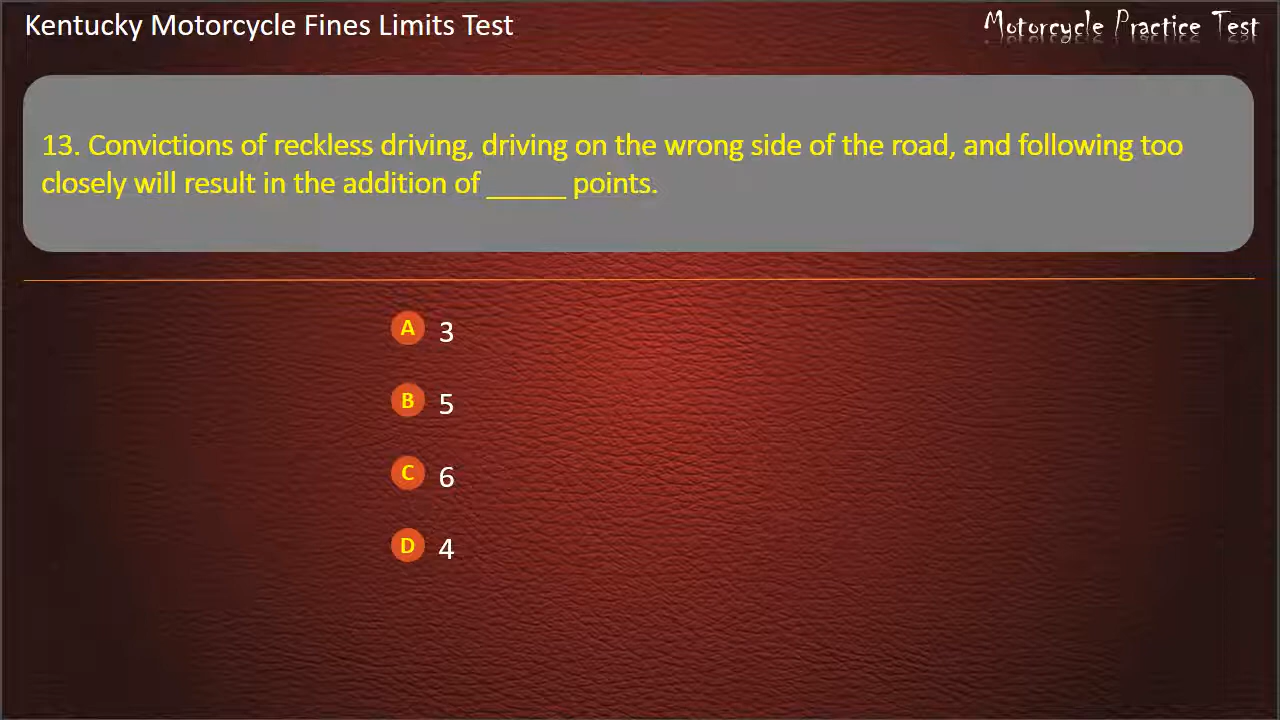 Kentucky Motorcycle Fines Limits Test
Motorcycle Practice Test
13. Convictions of reckless driving, driving on the wrong side of the road, and following too
closely will result in the addition of ______ points.
A 3
B 5
C 6
D 4